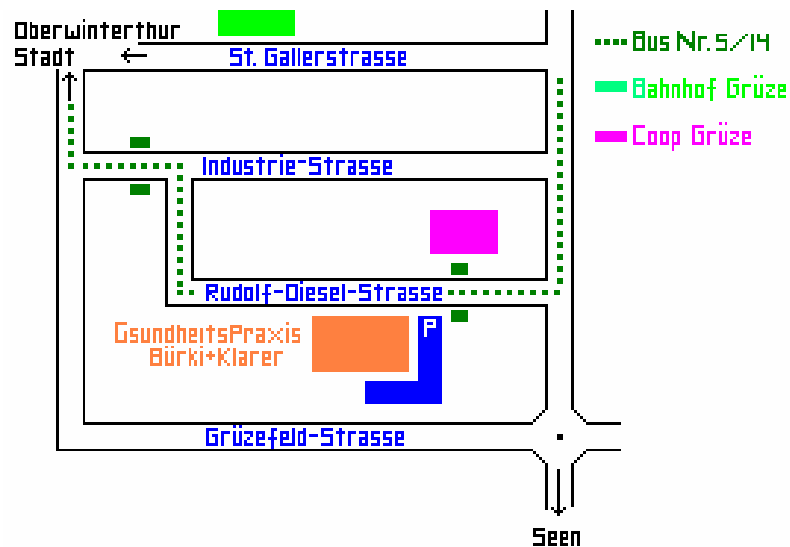 Oberwinterthur
Stadt
St. Gallerstrasse
Bus Nr. 5/14
Bahnhof Grüze
Coop Grüze
Industrie-Strasse
Rudolf-Diesel-Strasse
P
GsundheitsPraxis
Bürki+Klarer
Grüzefeld-Strasse
Seen